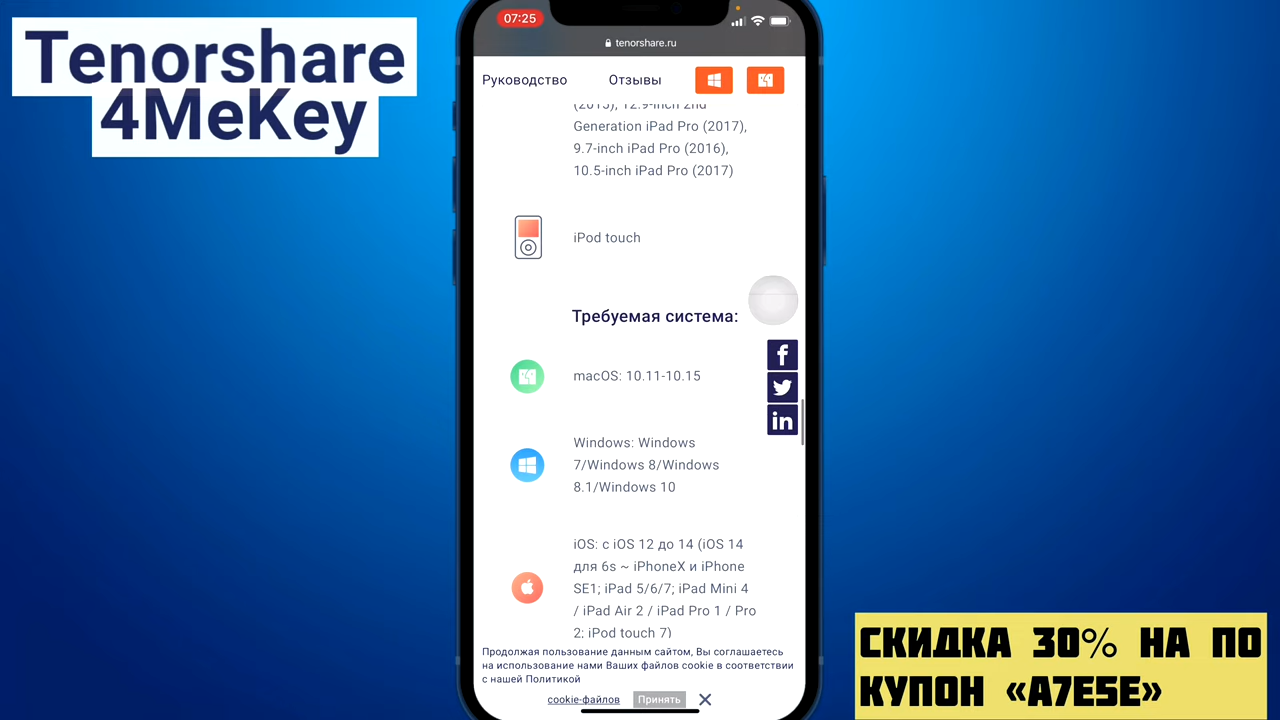 Tenorshare
4MeKey
07:25
tenorshare.ru
Руководство
Отзывы
(2015), 12.9-inch 2nd
Generation iPad Pro (2017),
9.7-inch iPad Pro (2016),
10.5-inch iPad Pro (2017)
iPod touch
Требуемая система:
macOS: 10.11-10.15
Windows: Windows
7/Windows 8/Windows
8.1/Windows 10
iOS: с iOS 12 до 14 (iOS 14
для 6s ~ iPhoneX и iPhone
SE1; iPad 5/6/7; iPad Mini 4
/ iPad Air 2 / iPad Pro 1 / Pro
2; iPod touch 7)
Продолжая пользование данным сайтом, Вы соглашаетесь
на использование нами Ваших файлов cookie в соответствии
с нашей Политикой
cookie-файлов
Принять
СКИДКА 30% НА ПО
КУПОН «A7E5E»